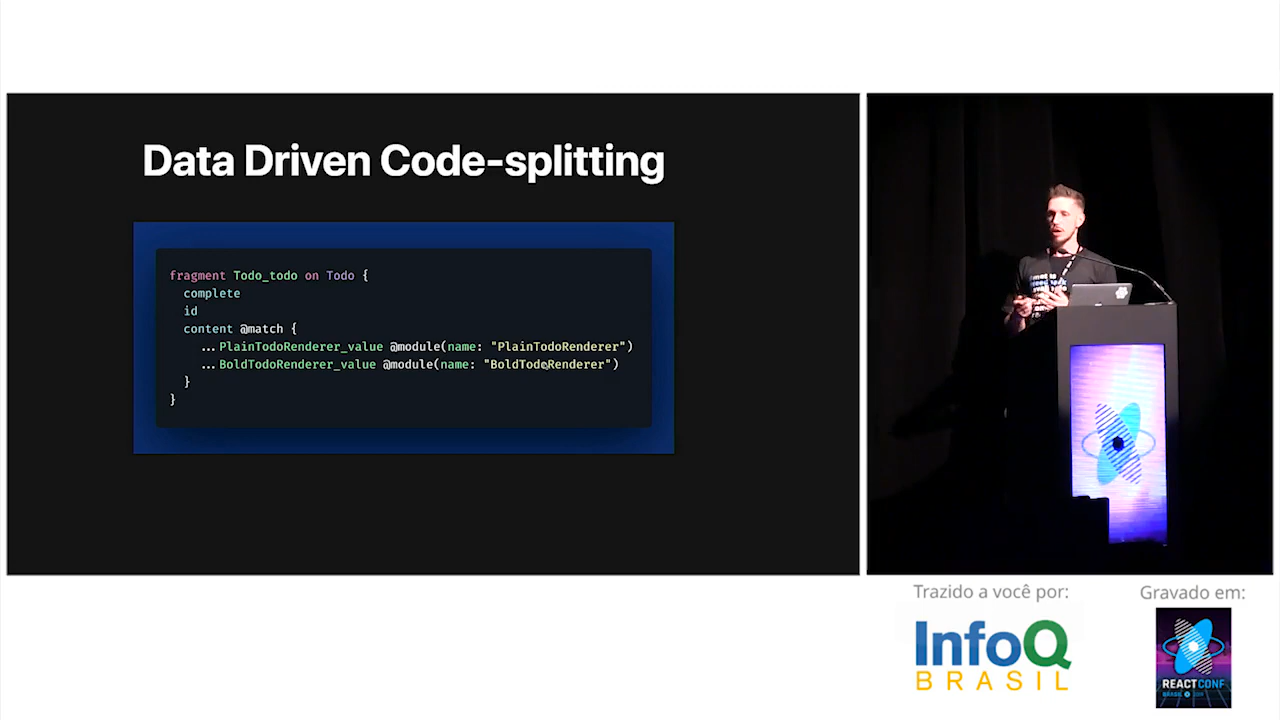 Data Driven Code-splitting
fragment Todo_todo on Todo {
complete
id
content @match {
...PlainTodoRenderer_value @module(name: "PlainTodoRenderer")
...BoldTodoRenderer_value @module(name: "BoldTodoRenderer")
}
}
Trazido a você por:
InfoQ
BRASIL
Gravado em:
REACTCONF
BRASIL